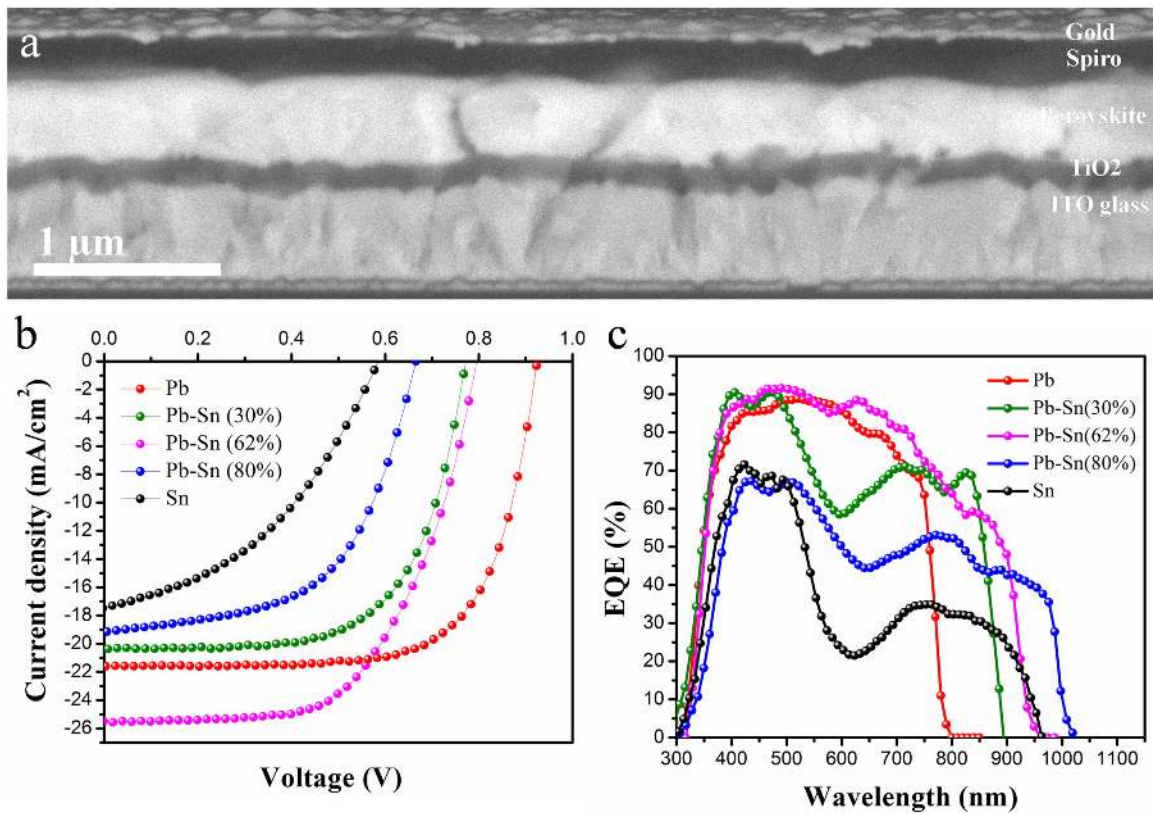 a
Gold
Spiro
Perovskite
TiO2
ITO glass
1 μm
b
0.0 0.2 0.4 0.6 0.8 1.0
0
-2
-4
-6
-8
-10
-12
-14
-16
-18
-20
-22
-24
-26
Pb
Pb-Sn (30%)
Pb-Sn (62%)
Pb-Sn (80%)
Sn
Current density (mA/cm²)
Voltage (V)
c
100
90
80
70
60
50
40
30
20
10
0
Pb
Pb-Sn(30%)
Pb-Sn(62%)
Pb-Sn(80%)
Sn
EQE (%)
300 400 500 600 700 800 900 1000 1100
Wavelength (nm)